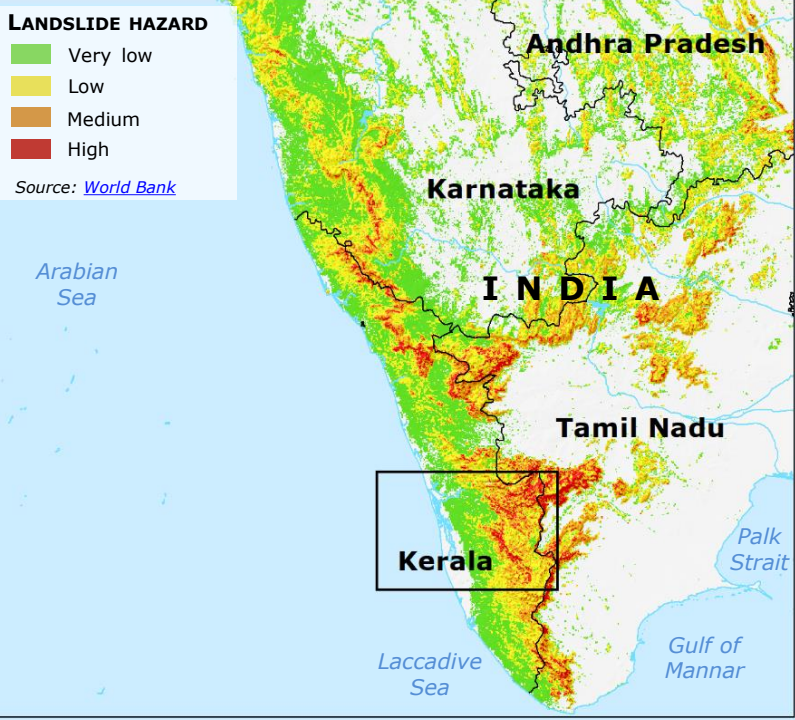 LANDSLIDE HAZARD
Very low
Low
Medium
High
Source: World Bank
Andhra Pradesh
Karnataka
Arabian
Sea
INDIA
Tamil Nadu
Kerala
Palk
Strait
Laccadive
Sea
Gulf of
Mannar